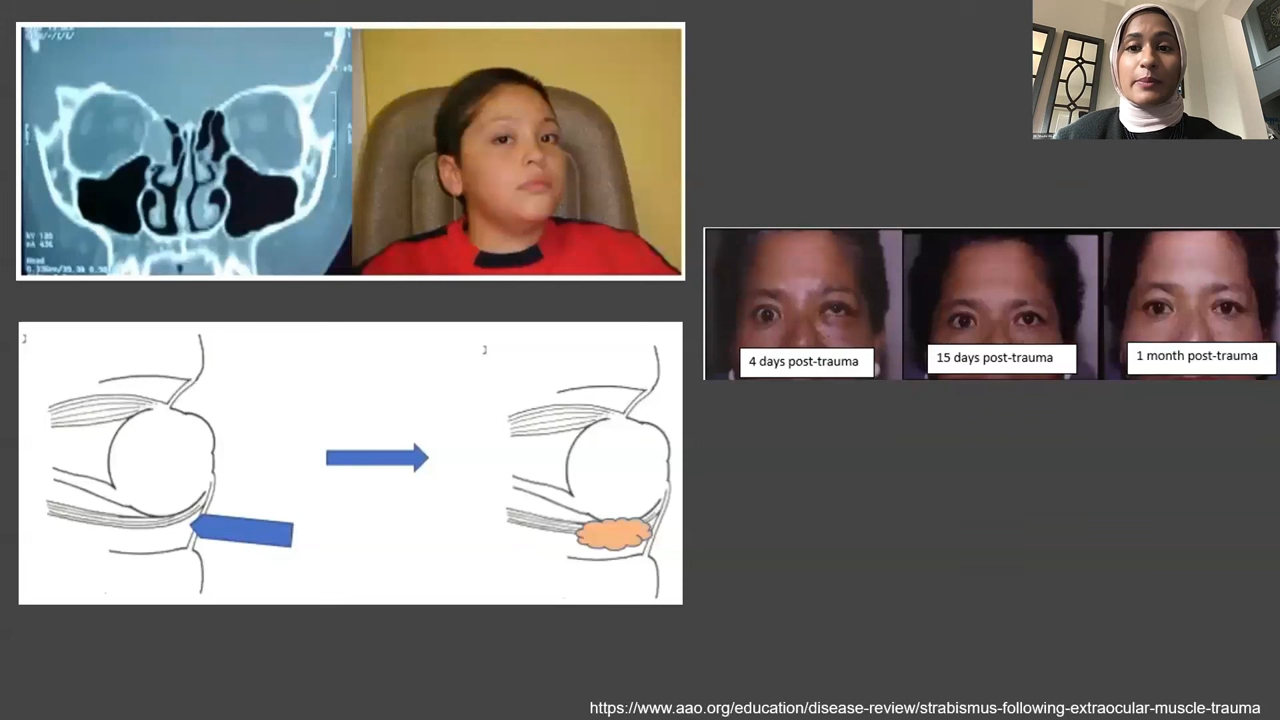 4 days post-trauma
15 days post-trauma
1 month post-trauma
https://www.aao.org/education/disease-review/strabismus-following-extraocular-muscle-trauma